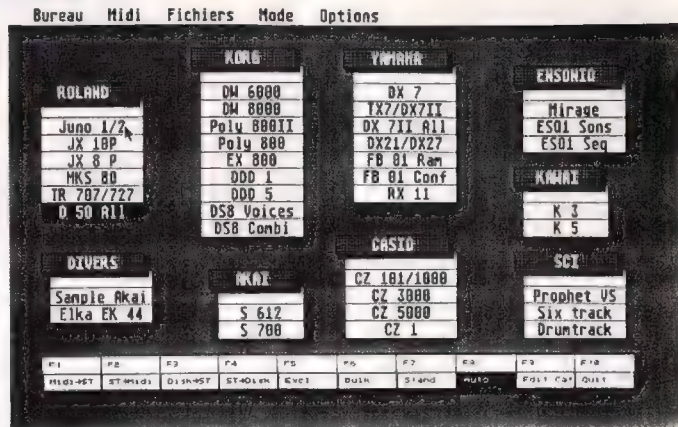 Bureau Midi Fichiers Mode Options
ROLAND
Juno 1/2
JX 10P
JX 8 P
MKS 80
TR 707/727
D 50 All
KORG
DW 6000
DW 8000
Poly 800II
Poly 800
EX 800
DDD 1
DDD 5
DS8 Voices
DS8 Combi
YAMAHA
DX 7
TX7/DX7II
DX 7II All
DX21/DX27
FB 01 Ram
FB 01 Conf
RX 11
ENSONIQ
Mirage
ESQ1 Sons
ESQ1 Seq
KAWAI
K 3
K 5
DIVERS
Sample Akai
Elka EK 44
AKAI
S 612
S 700
CASIO
CZ 101/1000
CZ 3000
CZ 5000
CZ 1
SCI
Prophet VS
Six track
Drumtrack
F1 F2 F3 F4 F5 F6 F7 F8 F9 F10
Midi→ST ST→Midi Disk→ST ST→Disk Excl Bulk Stand Auto Edit Cat Quit